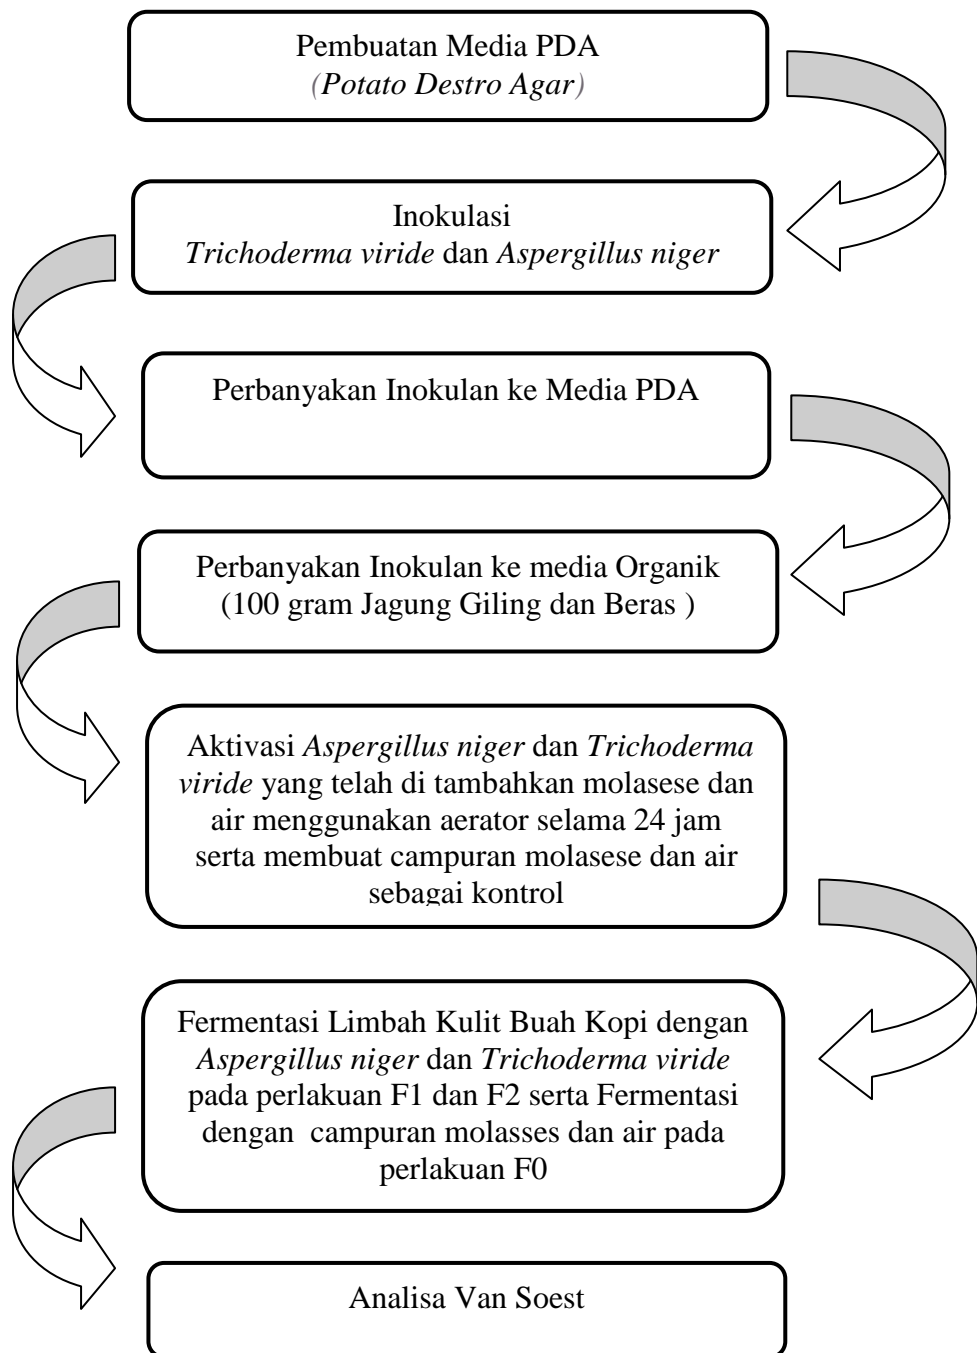 Pembuatan Media PDA
(Potato Destro Agar)
Inokulasi
Trichoderma viride dan Aspergillus niger
Perbanyakan Inokulan ke Media PDA
Perbanyakan Inokulan ke media Organik
(100 gram Jagung Giling dan Beras )
Aktivasi Aspergillus niger dan Trichoderma
viride yang telah di tambahkan molasese dan
air menggunakan aerator selama 24 jam
serta membuat campuran molasese dan air
sebagai kontrol
Fermentasi Limbah Kulit Buah Kopi dengan
Aspergillus niger dan Trichoderma viride
pada perlakuan F1 dan F2 serta Fermentasi
dengan campuran molasses dan air pada
perlakuan F0
Analisa Van Soest